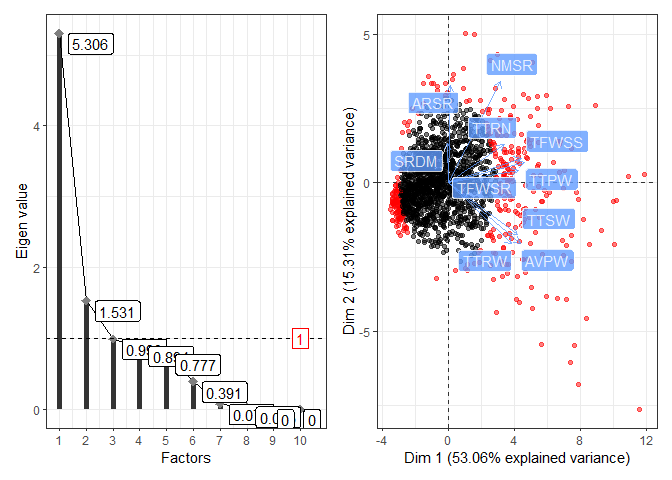 5.306
1.531
0.777
0.391
1
0
0
4
2
0
1 2 3 4 5 6 7 8 9 10
Factors
Eigen value
5
0
-5
NMSR
ARSR
TTRN
TFWSS
SRDM
TTPW
TFWSR
TTSW
TTRW
AVPW
-4 0 4 8 12
Dim 1 (53.06% explained variance)
Dim 2 (15.31% explained variance)